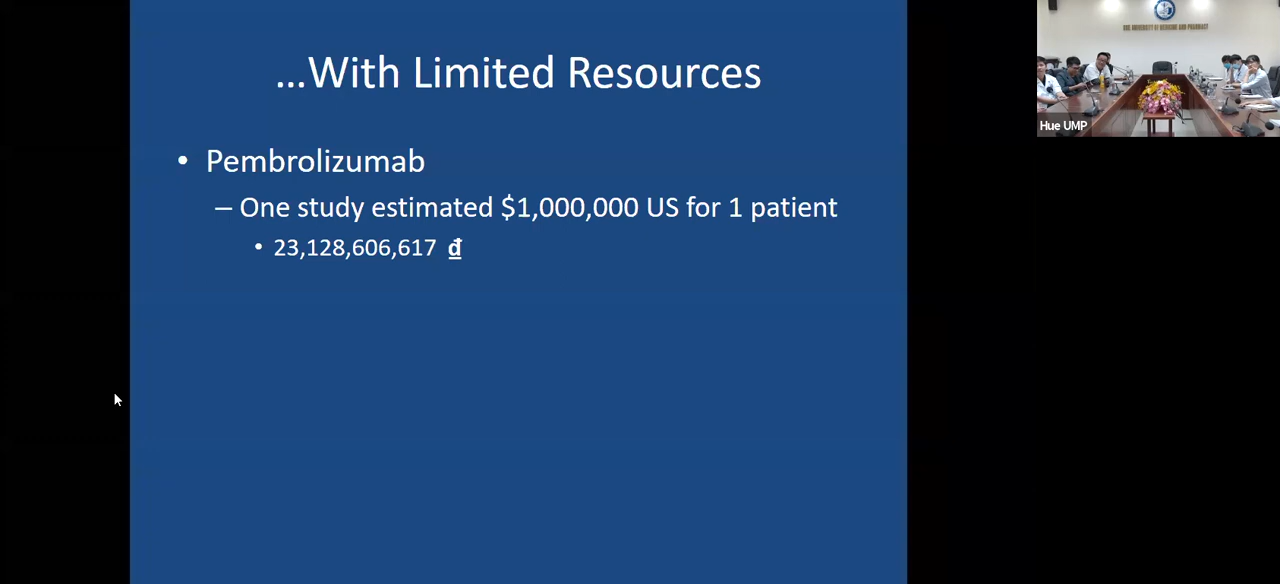 ...With Limited Resources
• Pembrolizumab
– One study estimated $1,000,000 US for 1 patient
• 23,128,606,617 ₫
Hue UMP